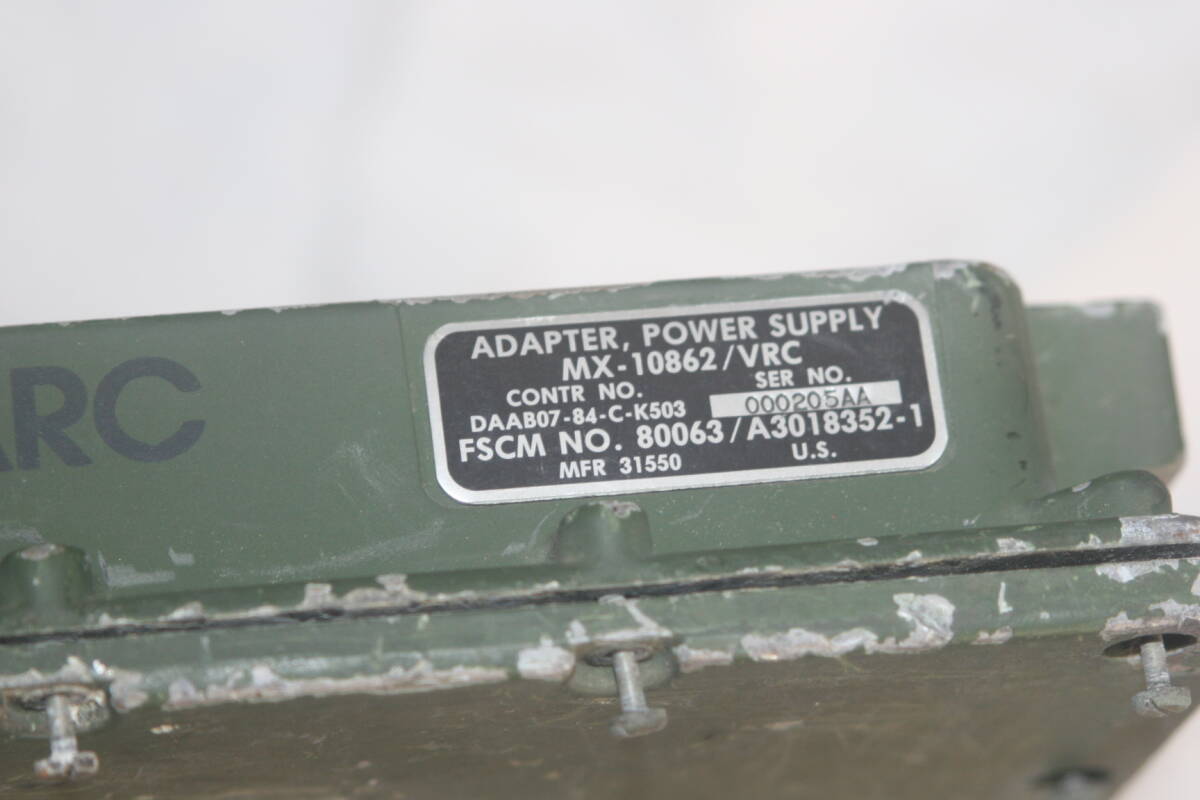 ARC
ADAPTER, POWER SUPPLY
MX-10862/VRC
CONTR NO. SER NO.
DAAB07-84-C-K503 000205AA
FSCM NO. 80063/A3018352-1
MFR 31550 U.S.